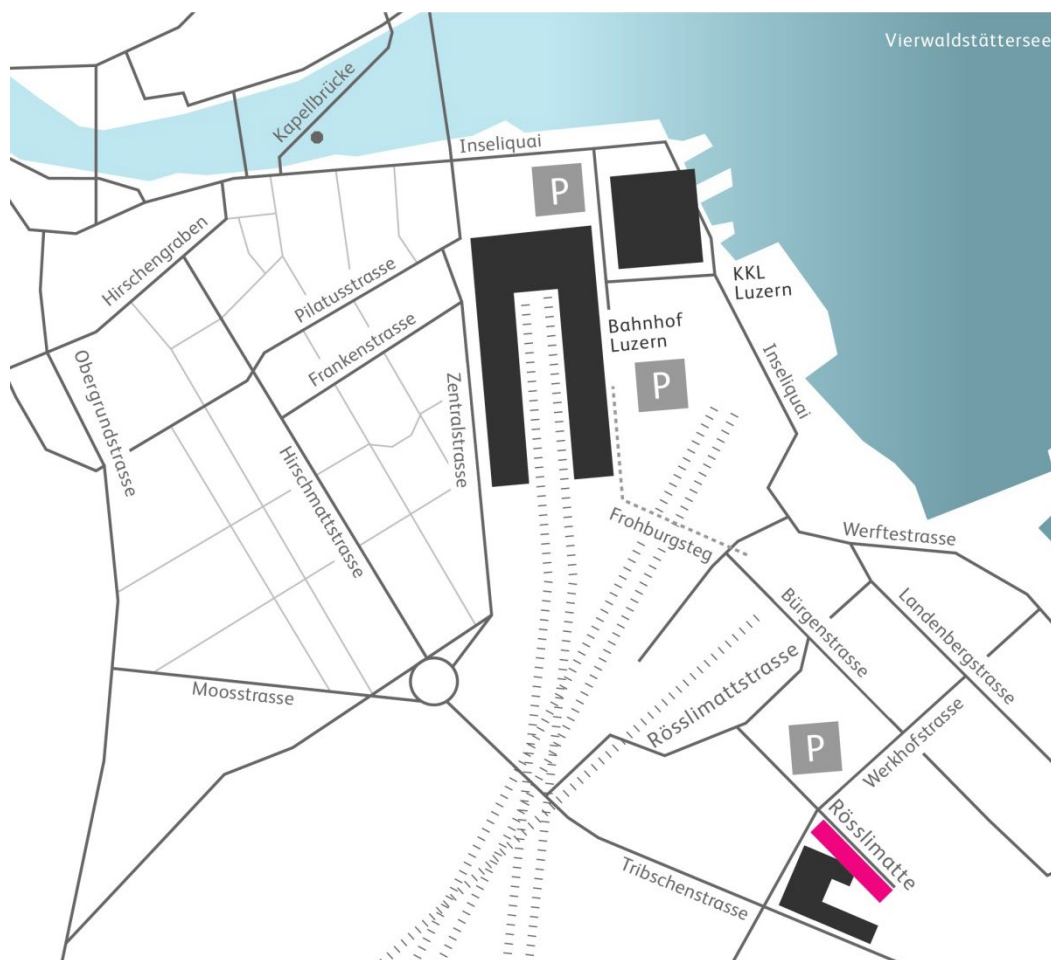 Vierwaldstättersee
Kapellbrücke
Inseliquai
P
Hirschengraben
Pilatusstrasse
KKL
Luzern
Bahnhof
Luzern
Frankenstrasse
Obergrundstrasse
Zentralstrasse
P
Inseliquai
Hirschmattstrasse
Frohburgsteg
Werftestrasse
Bürgenstrasse
Landenbergstrasse
Moosstrasse
Rösslimattstrasse
P
Werkhofstrasse
Rösslimatte
Tribschenstrasse